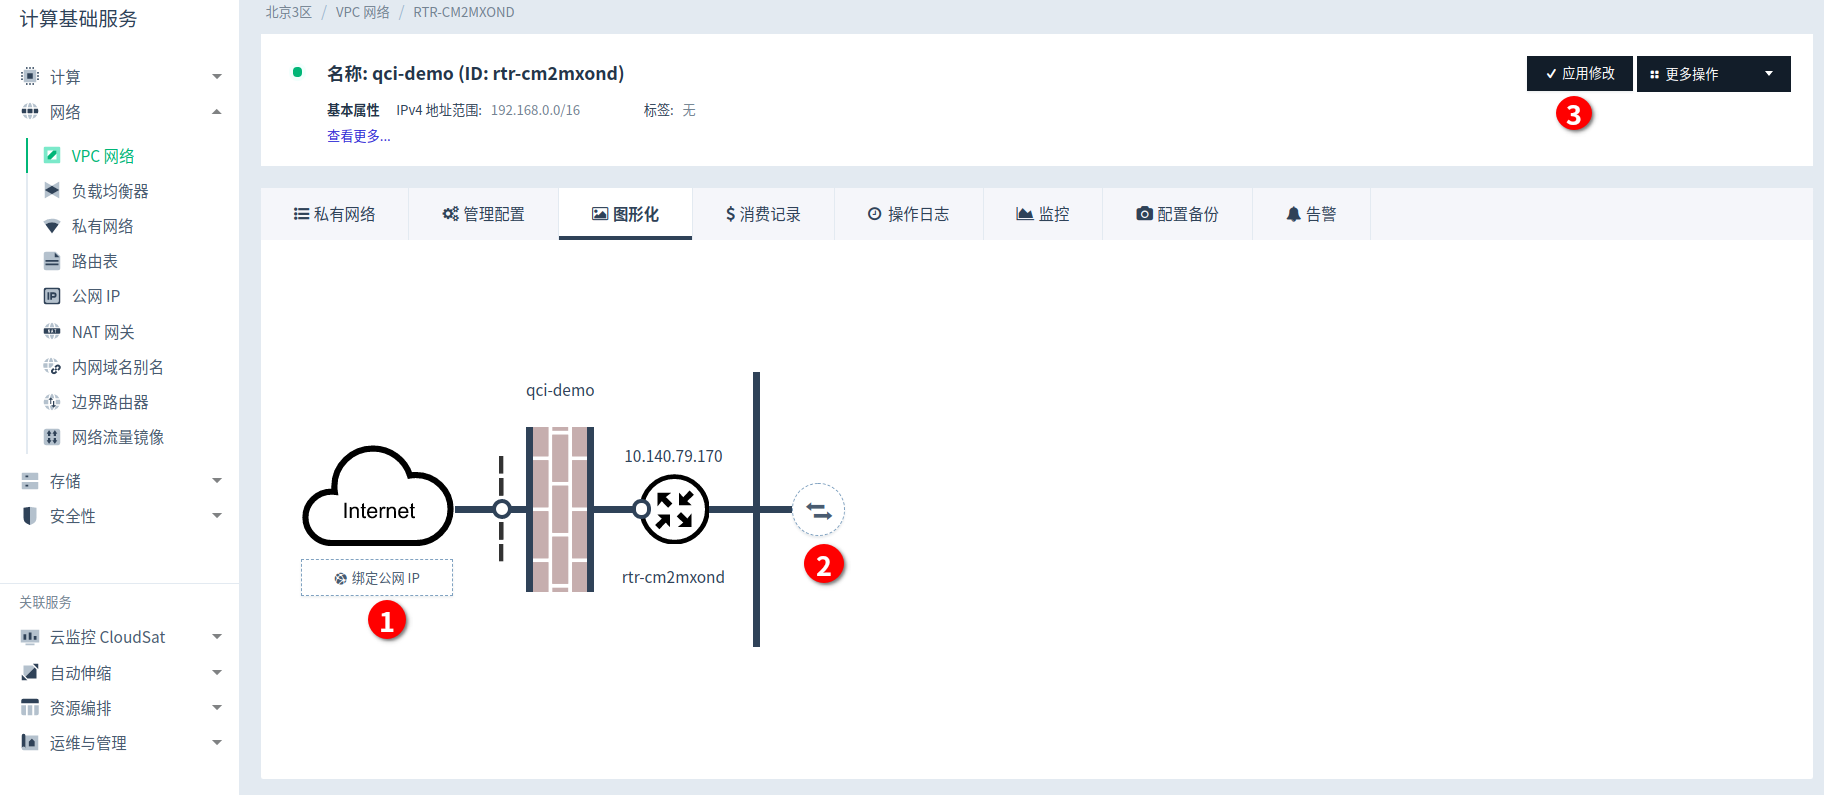 计算基础服务
计算
网络
VPC 网络
负载均衡器
私有网络
路由表
公网 IP
NAT 网关
内网域名别名
边界路由器
网络流量镜像
存储
安全性
关联服务
云监控 CloudSat
自动伸缩
资源编排
运维与管理
北京3区 / VPC 网络 / RTR-CM2MXOND
名称: qci-demo (ID: rtr-cm2mxond)
应用修改 更多操作
3
基本属性 IPv4 地址范围: 192.168.0.0/16 标签: 无
查看更多...
私有网络 管理配置 图形化 消费记录 操作日志 监控 配置备份 告警
qci-demo
10.140.79.170
Internet
绑定公网 IP
rtr-cm2mxond
2
1